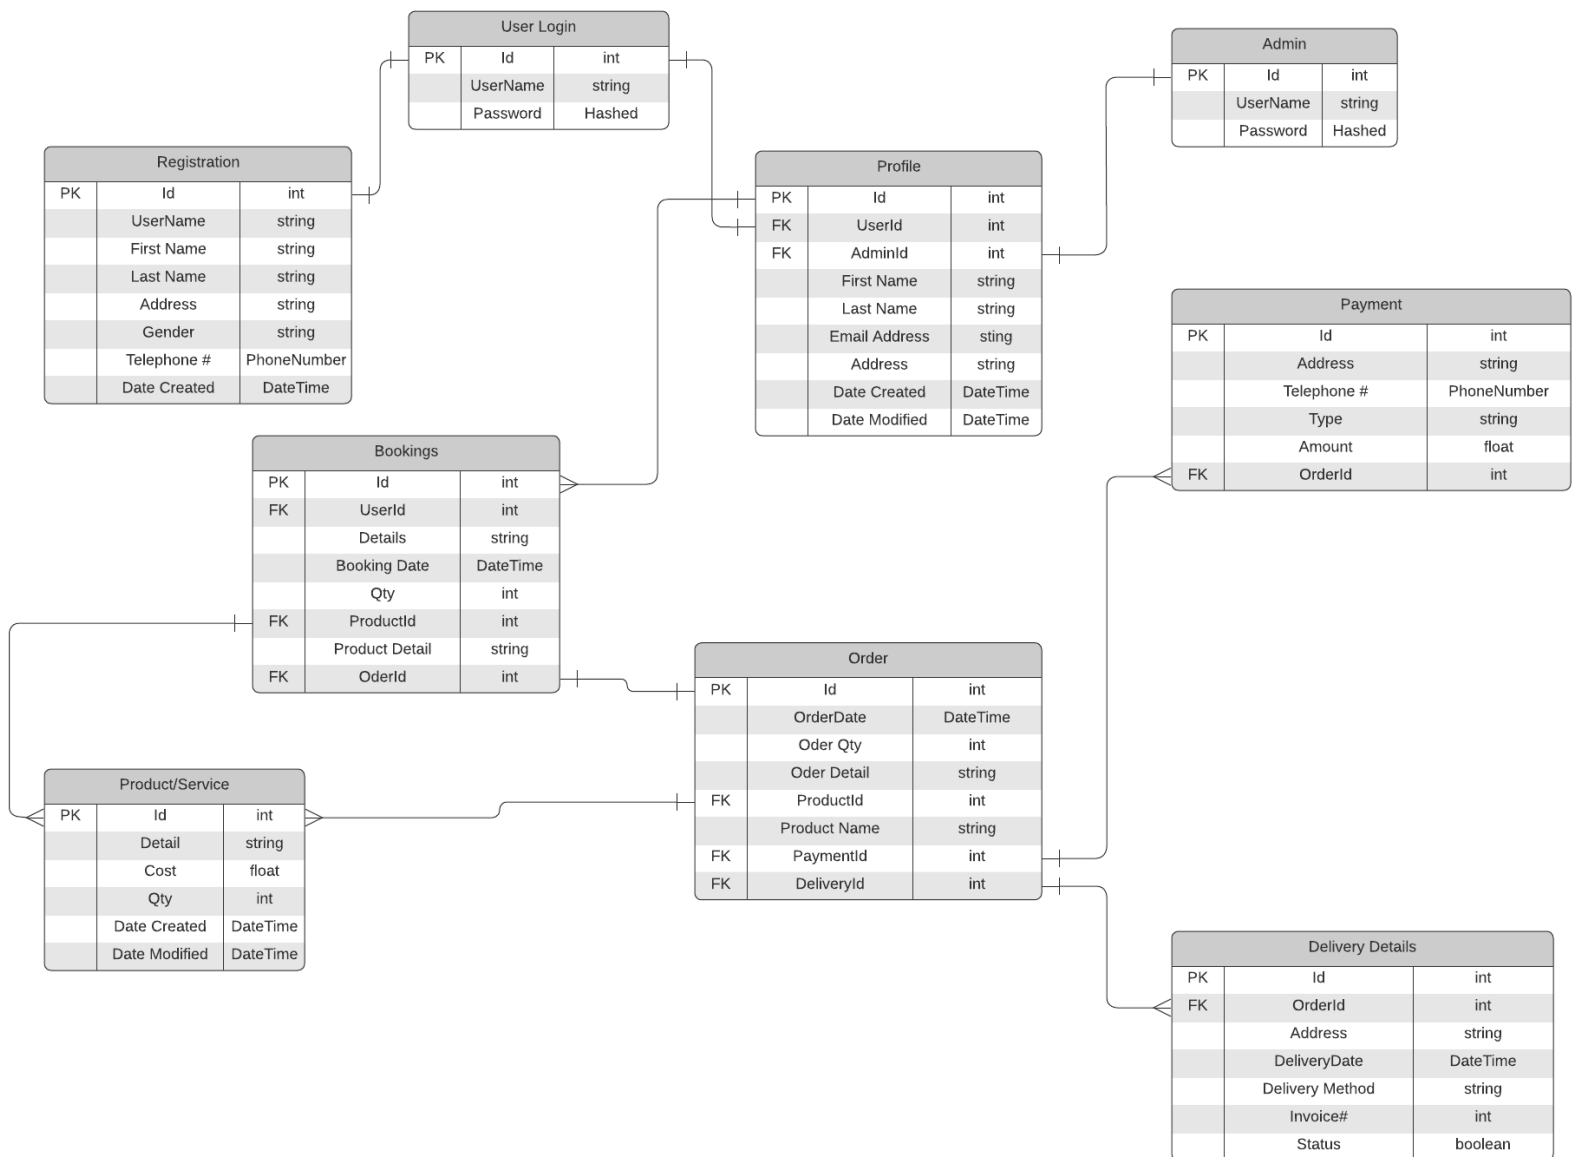 User Login
PK Id int
UserName string
Password Hashed
Admin
PK Id int
UserName string
Password Hashed
Registration
PK Id int
UserName string
First Name string
Last Name string
Address string
Gender string
Telephone # PhoneNumber
Date Created DateTime
Profile
PK Id int
FK UserId int
FK AdminId int
First Name string
Last Name string
Email Address sting
Address string
Date Created DateTime
Date Modified DateTime
Payment
PK Id int
Address string
Telephone # PhoneNumber
Type string
Amount float
FK OrderId int
Bookings
PK Id int
FK UserId int
Details string
Booking Date DateTime
Qty int
FK ProductId int
Product Detail string
FK OderId int
Order
PK Id int
OrderDate DateTime
Oder Qty int
Oder Detail string
FK ProductId int
Product Name string
FK PaymentId int
FK DeliveryId int
Product/Service
PK Id int
Detail string
Cost float
Qty int
Date Created DateTime
Date Modified DateTime
Delivery Details
PK Id int
FK OrderId int
Address string
DeliveryDate DateTime
Delivery Method string
Invoice# int
Status boolean